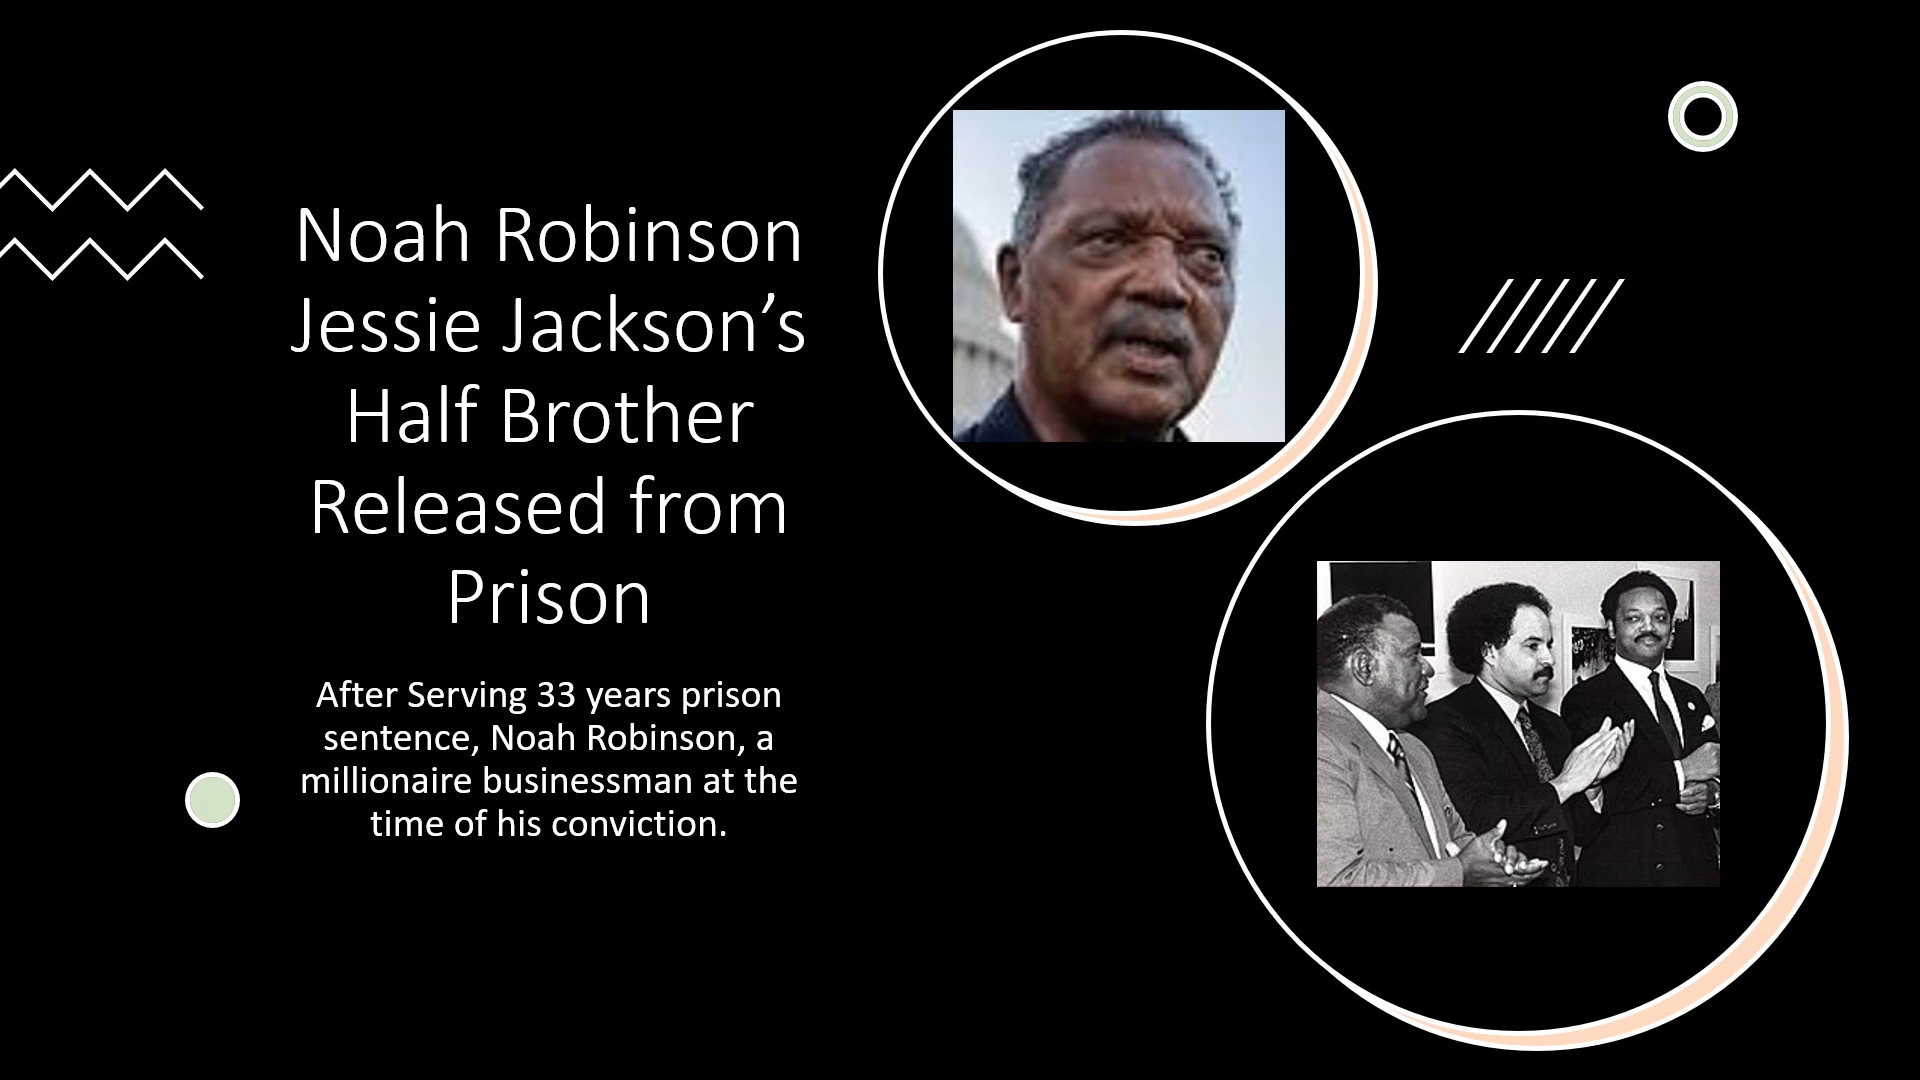 Noah Robinson
Jessie Jackson’s
Half Brother
Released from
Prison
After Serving 33 years prison
sentence, Noah Robinson, a
millionaire businessman at the
time of his conviction.